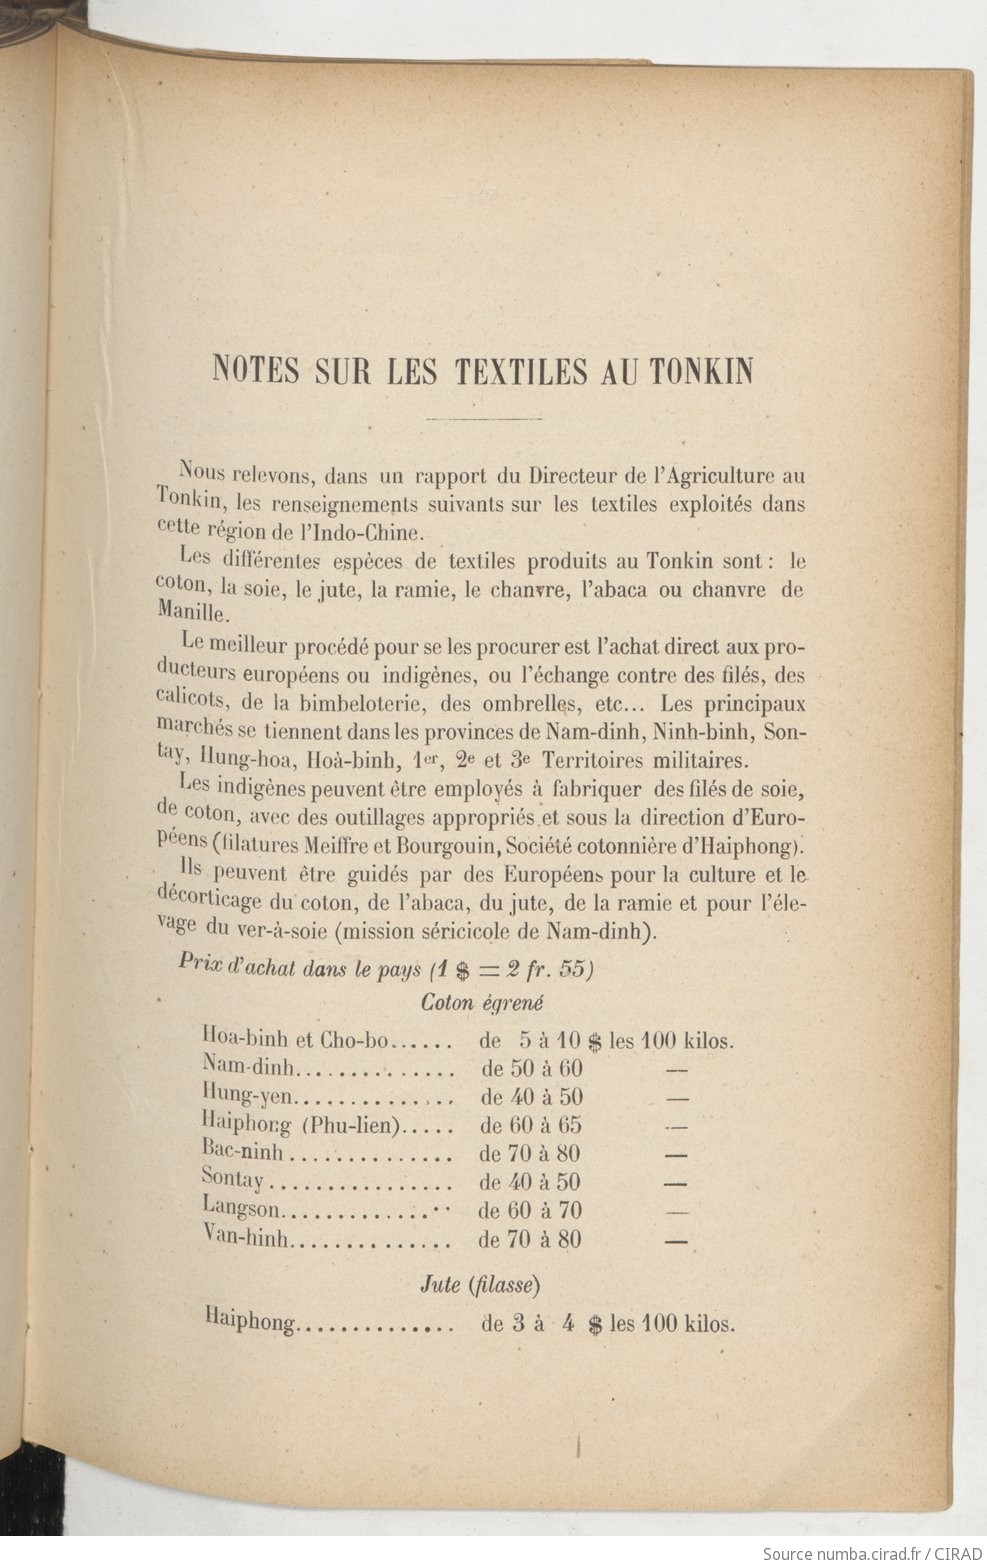 NOTES SUR LES TEXTILES AU TONKIN
Nous relevons, dans un rapport du Directeur de l'Agriculture au
Tonkin, les renseignements suivants sur les textiles exploités dans
cette région de l'Indo-Chine.
Les différentes espèces de textiles produits au Tonkin sont : le
coton, la soie, le jute, la ramie, le chanvre, l'abaca ou chanvre de
Manille.
Le meilleur procédé pour se les procurer est l'achat direct aux pro-
ducteurs européens ou indigènes, ou l'échange contre des filés, des
calicots, de la bimbeloterie, des ombrelles, etc... Les principaux
marchés se tiennent dans les provinces de Nam-dinh, Ninh-binh, Son-
tay, Hung-hoa, Hoà-binh, 1er, 2e et 3e Territoires militaires.
Les indigènes peuvent être employés à fabriquer des filés de soie,
de coton, avec des outillages appropriés et sous la direction d'Euro-
péens (filatures Meiffre et Bourgouin, Société cotonnière d'Haiphong).
Ils peuvent être guidés par des Européens pour la culture et le
décorticage du coton, de l'abaca, du jute, de la ramie et pour l'éle-
vage du ver-à-soie (mission séricicole de Nam-dinh).
Prix d'achat dans le pays (1 $ = 2 fr. 55)
Coton égrené
Hoa-binh et Cho-bo...... de 5 à 10 $ les 100 kilos.
Nam-dinh.............. de 50 à 60 —
Hung-yen.............. de 40 à 50 —
Haiphong (Phu-lien)..... de 60 à 65 —
Bac-ninh .............. de 70 à 80 —
Sontay ................ de 40 à 50 —
Langson............... de 60 à 70 —
Van-hinh.............. de 70 à 80 —
Jute (filasse)
Haiphong.............. de 3 à 4 $ les 100 kilos.
Source numba.cirad.fr / CIRAD